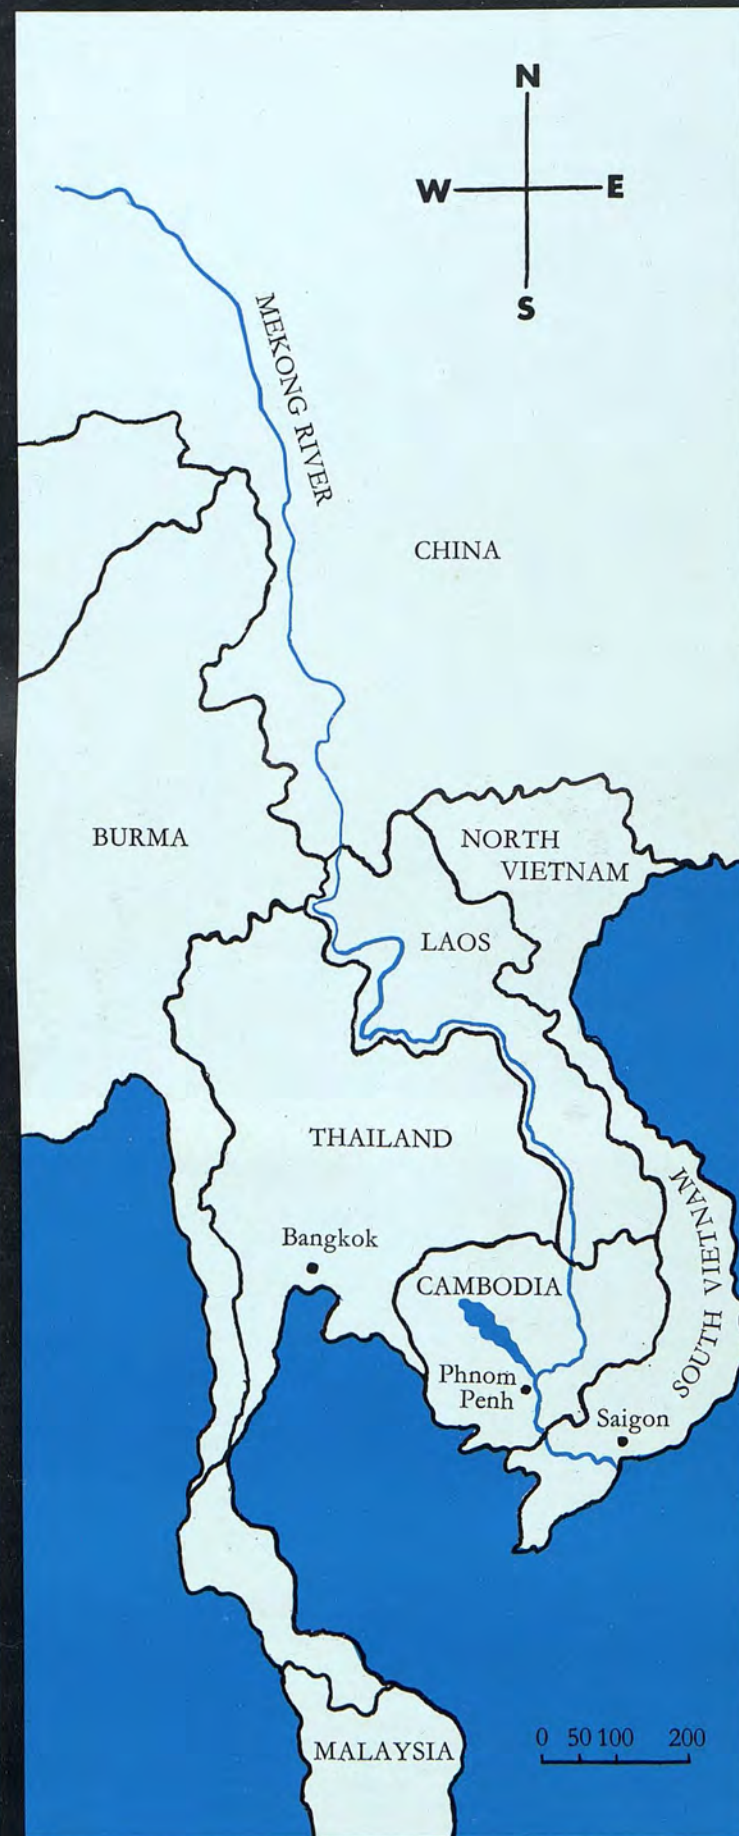 N
W E
S
MEKONG RIVER
CHINA
BURMA
NORTH
VIETNAM
LAOS
THAILAND
SOUTH VIETNAM
Bangkok
CAMBODIA
Phnom
Penh
Saigon
MALAYSIA
0 50 100 200